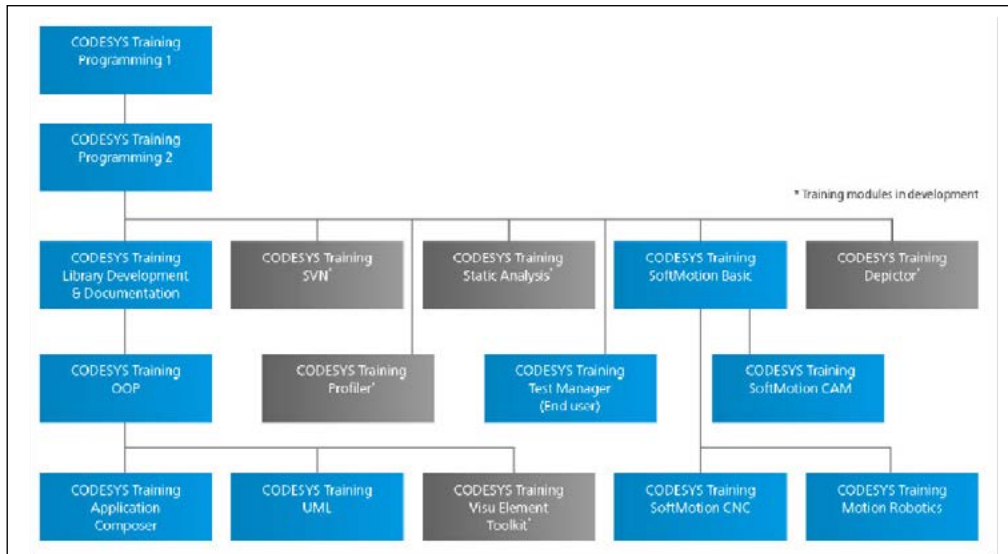 CODESYS Training
Programming 1
CODESYS Training
Programming 2
* Training modules in development
CODESYS Training
Library Development
& Documentation
CODESYS Training
SVN*
CODESYS Training
Static Analysis*
CODESYS Training
SoftMotion Basic
CODESYS Training
Depictor*
CODESYS Training
OOP
CODESYS Training
Profiler*
CODESYS Training
Test Manager
(End user)
CODESYS Training
SoftMotion CAM
CODESYS Training
Application
Composer
CODESYS Training
UML
CODESYS Training
Visu Element
Toolkit*
CODESYS Training
SoftMotion CNC
CODESYS Training
Motion Robotics